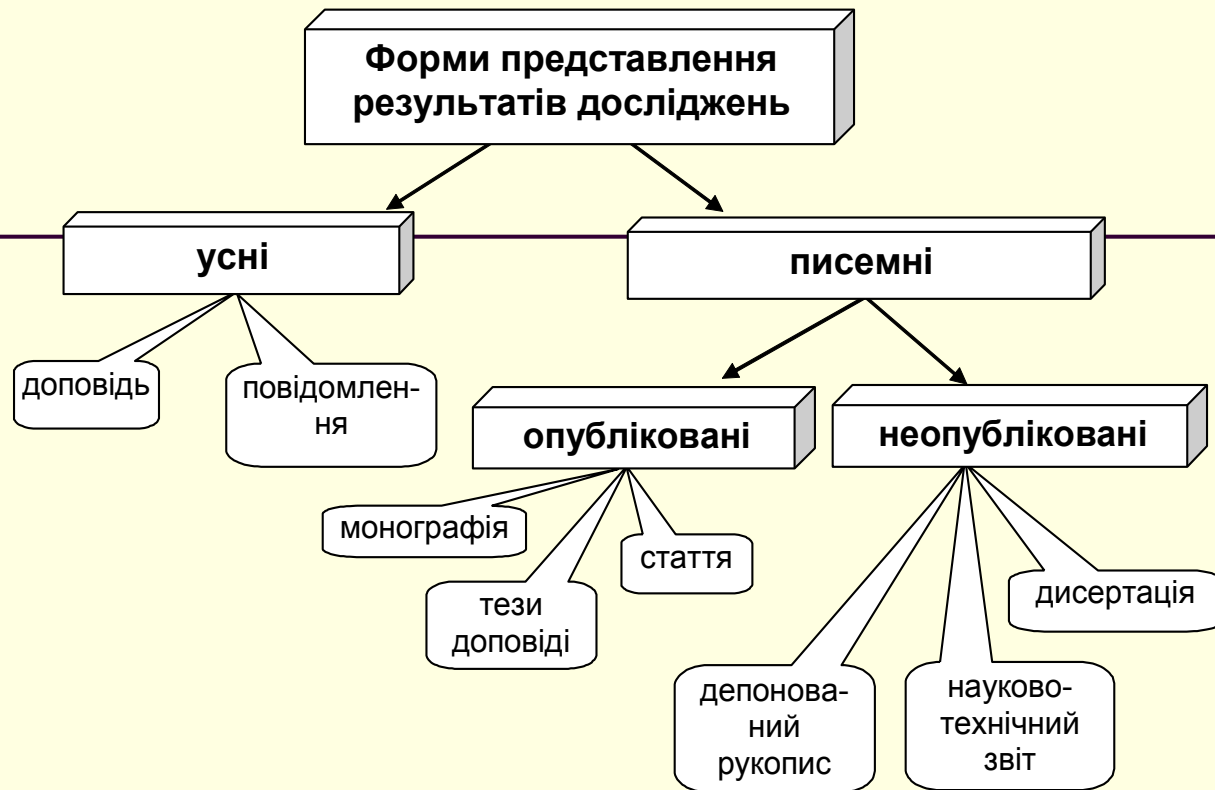 Форми представлення
результатів досліджень
усні
писемні
доповідь
повідомлен-
ня
опубліковані
неопубліковані
монографія
стаття
тези
доповіді
дисертація
депонова-
ний
рукопис
науково-
технічний
звіт